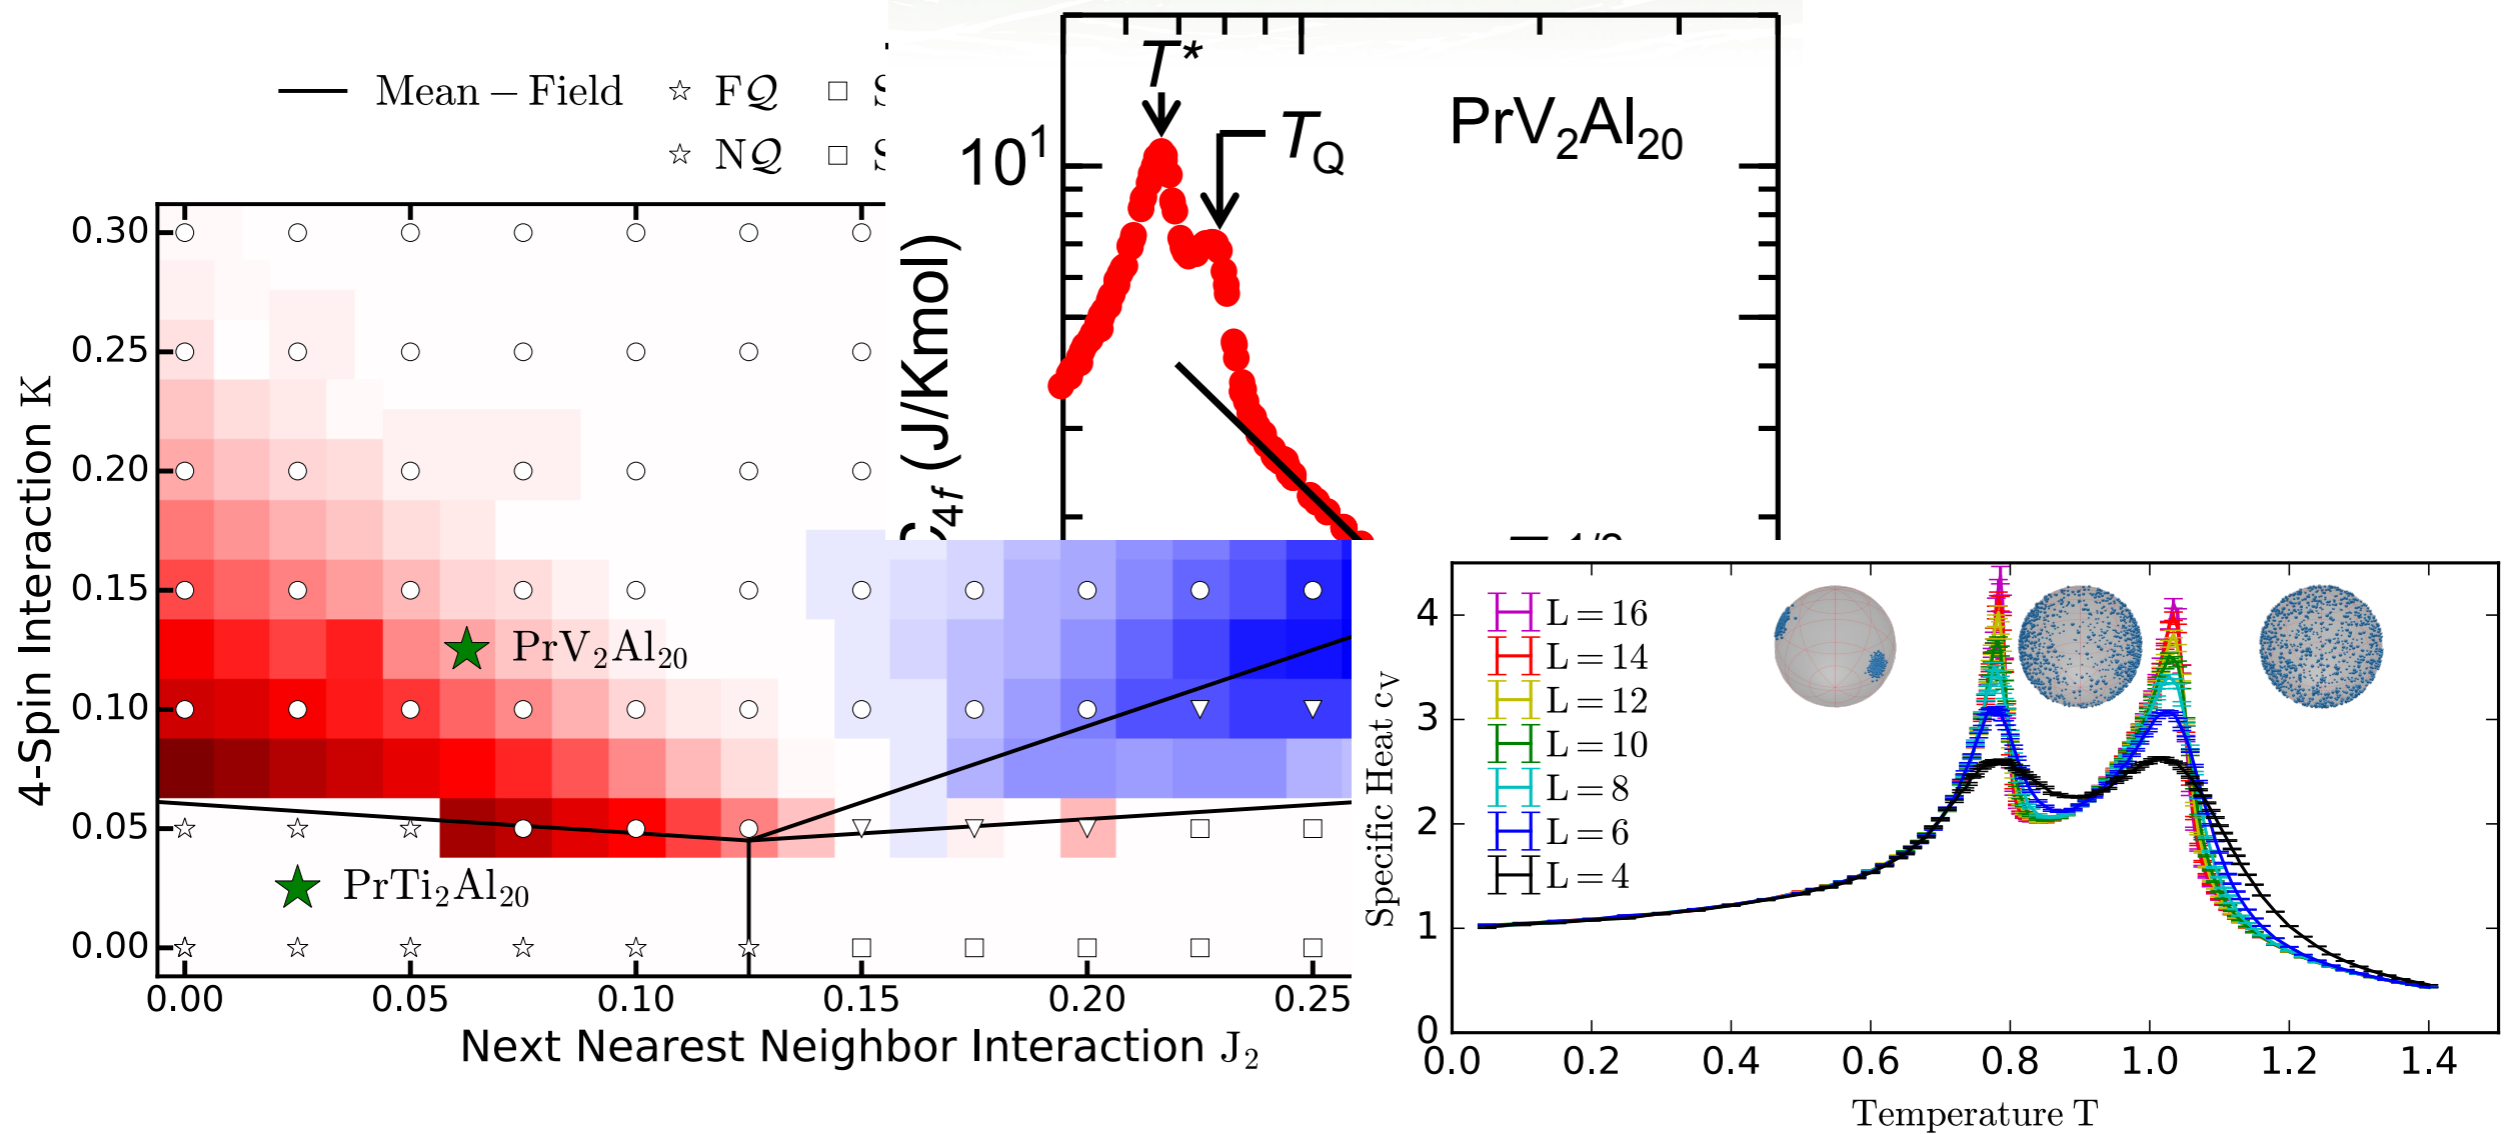 Mean – Field
FQ
NQ
0.30
0.25
0.20
0.15
0.10
0.05
0.00
4-Spin Interaction K
PrV₂Al₂₀
PrTi₂Al₂₀
0.00 0.05 0.10 0.15 0.20 0.25
Next Nearest Neighbor Interaction J₂
T*
T_Q
PrV₂Al₂₀
10¹
C₄f (J/Kmol)
L = 16
L = 14
L = 12
L = 10
L = 8
L = 6
L = 4
4
3
2
1
0
Specific Heat c_V
0.0 0.2 0.4 0.6 0.8 1.0 1.2 1.4
Temperature T